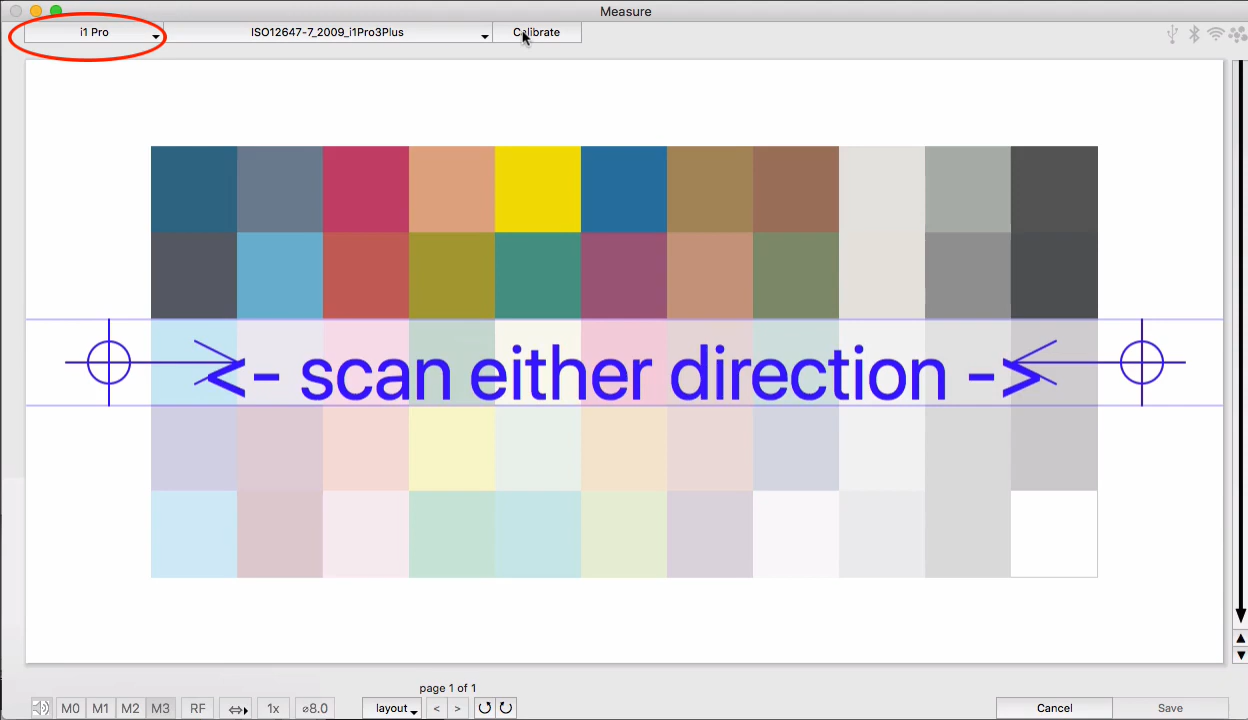 Measure
i1 Pro ISO12647-7_2009_i1Pro3Plus Calibrate
<- scan either direction ->
page 1 of 1
M0 M1 M2 M3 RF 1x ⌀8.0 layout < > Cancel Save